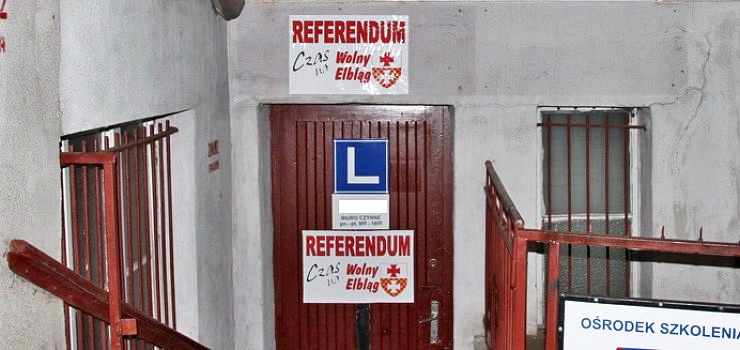 REFERENDUM
Czas na
Wolny
Elbląg
L
BIURO CZYNNE
REFERENDUM
Czas na
Wolny
Elbląg
OŚRODEK SZKOLENIA